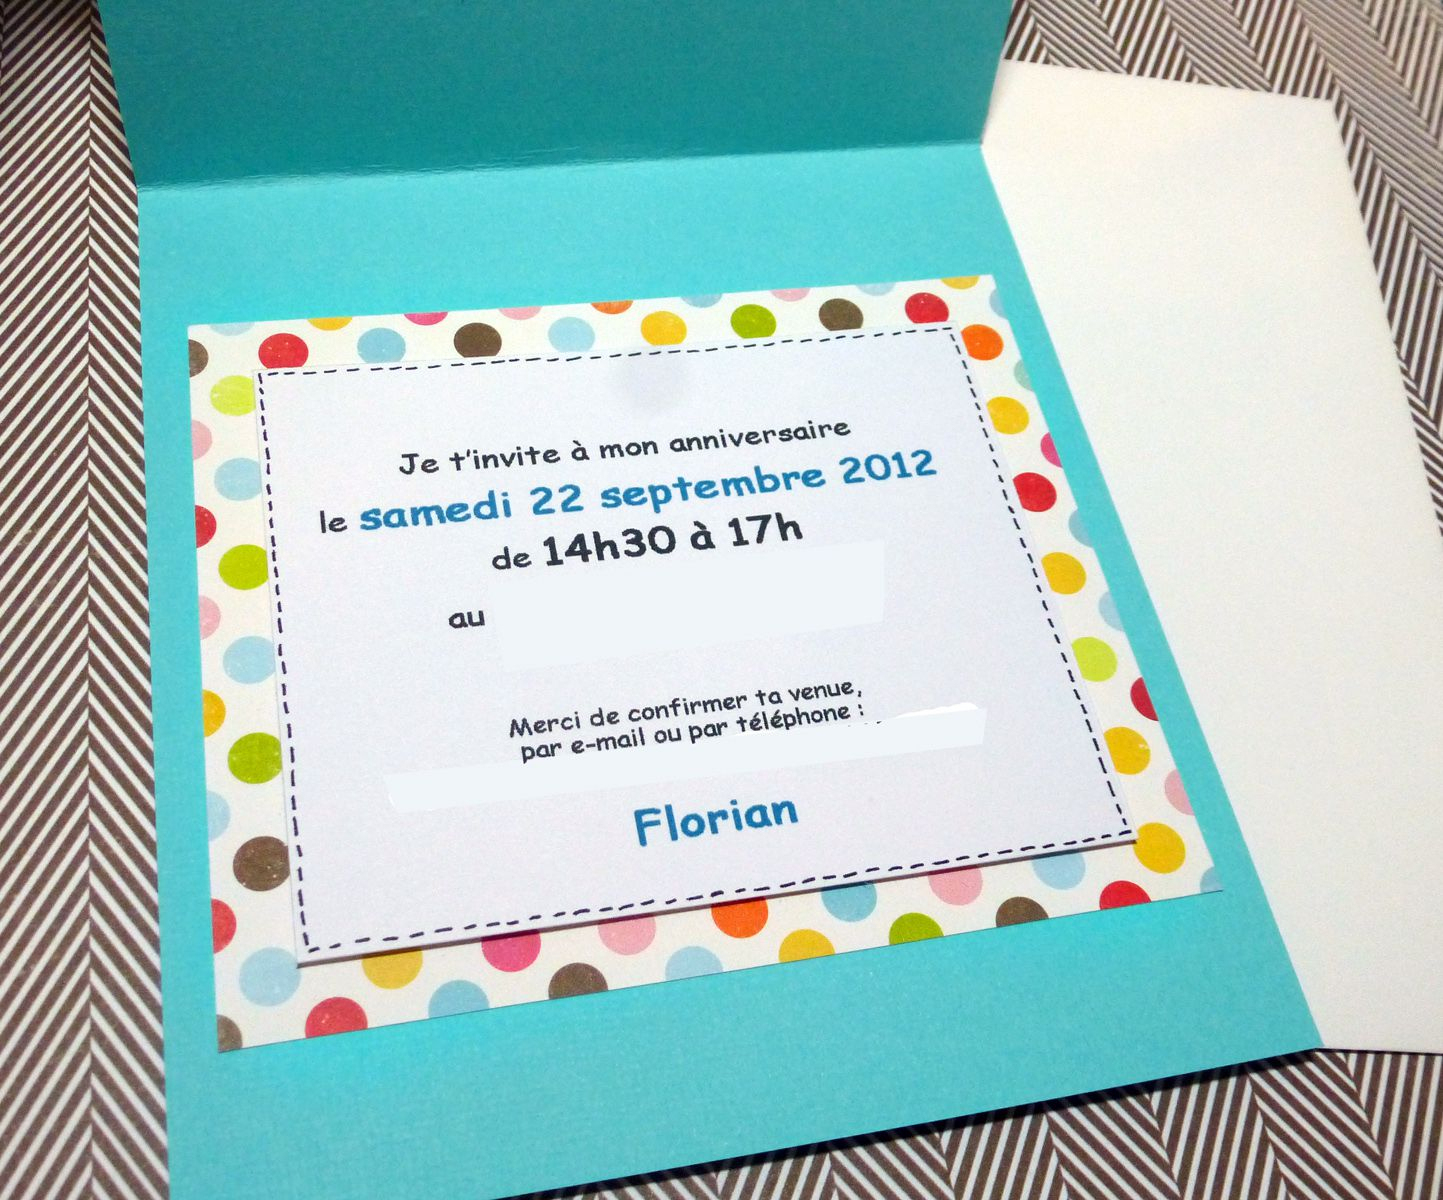 Je t'invite à mon anniversaire
le samedi 22 septembre 2012
de 14h30 à 17h
au
Merci de confirmer ta venue,
par e-mail ou par téléphone :
Florian